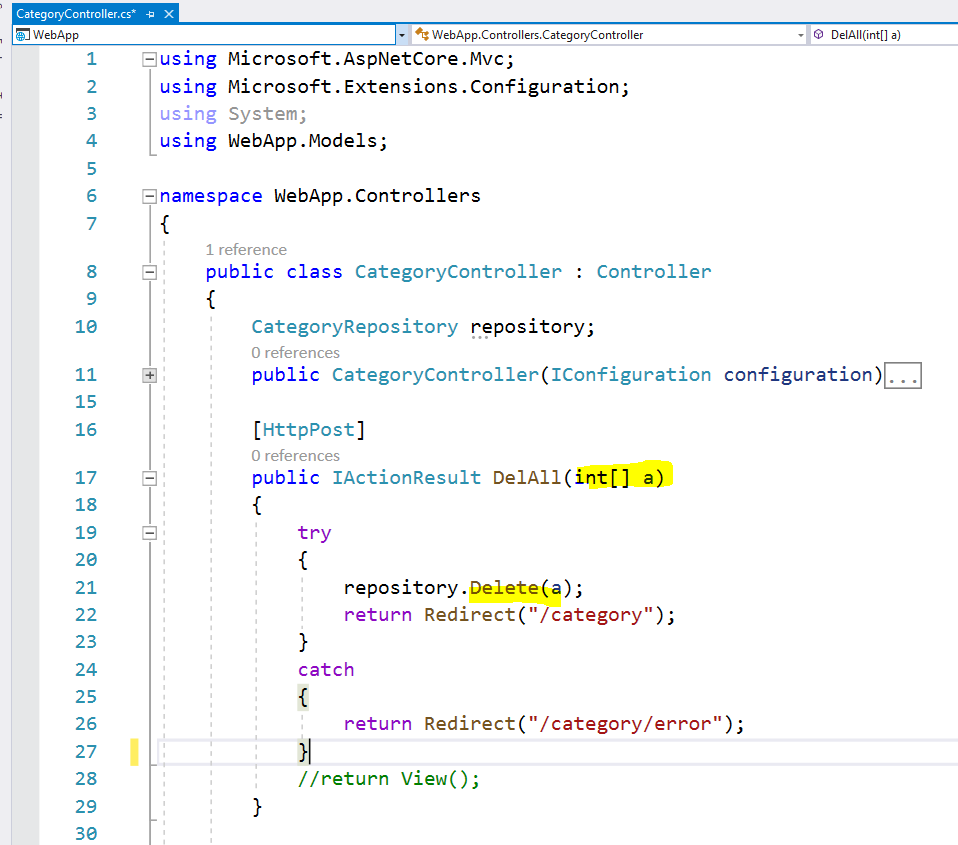 CategoryController.cs*
WebApp WebApp.Controllers.CategoryController DelAll(int[] a)
1 using Microsoft.AspNetCore.Mvc;
2 using Microsoft.Extensions.Configuration;
3 using System;
4 using WebApp.Models;
5
6 namespace WebApp.Controllers
7 {
1 reference
8 public class CategoryController : Controller
9 {
10 CategoryRepository repository;
0 references
11 public CategoryController(IConfiguration configuration)...
15
16 [HttpPost]
0 references
17 public IActionResult DelAll(int[] a)
18 {
19 try
20 {
21 repository.Delete(a);
22 return Redirect("/category");
23 }
24 catch
25 {
26 return Redirect("/category/error");
27 }
28 //return View();
29 }
30